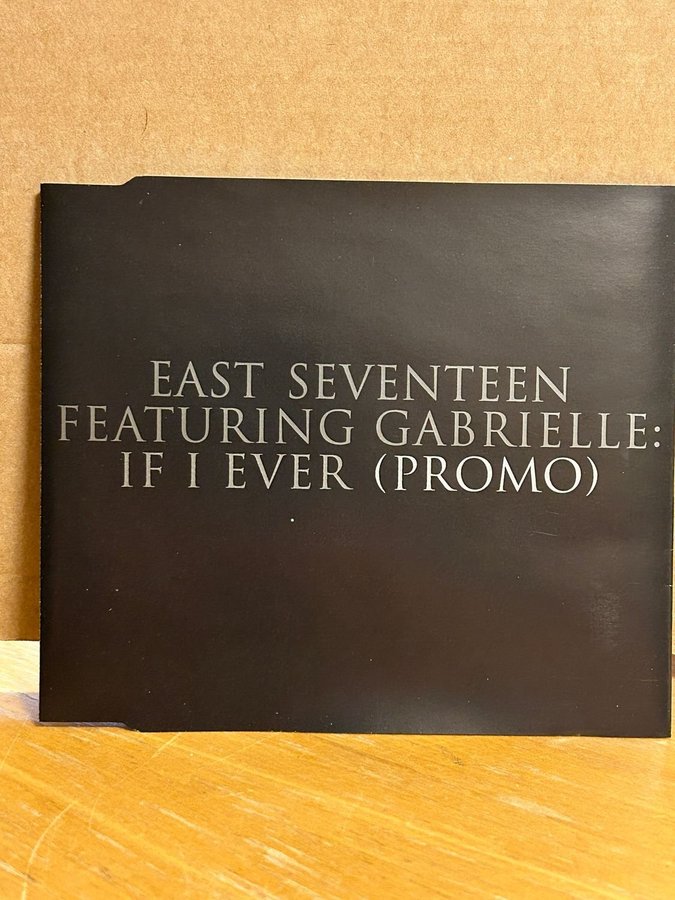 EAST SEVENTEEN
FEATURING GABRIELLE:
IF I EVER (PROMO)